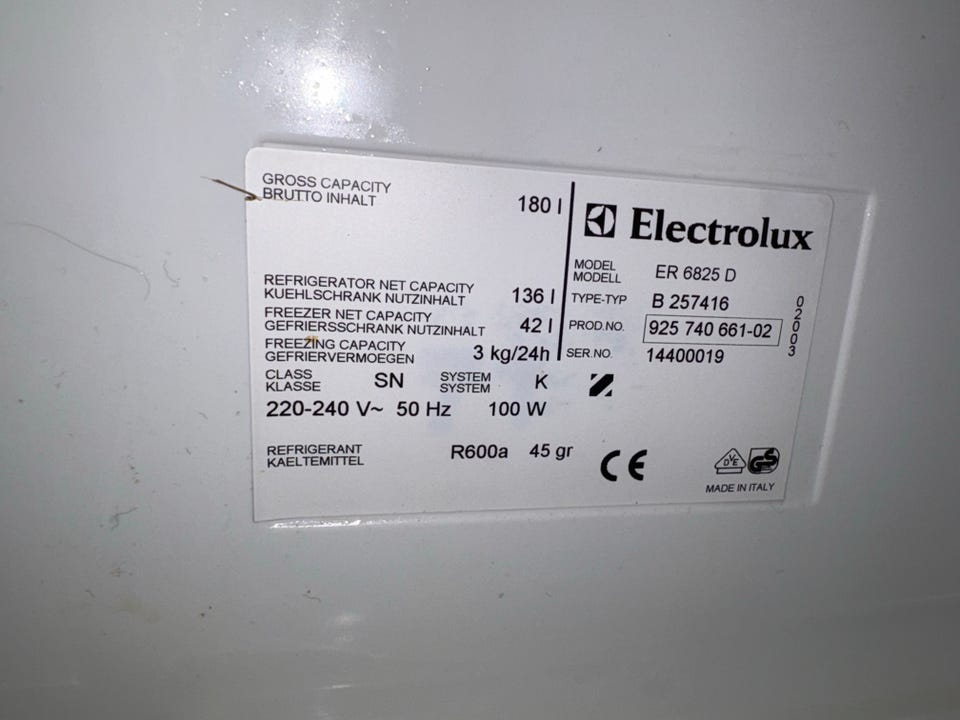 GROSS CAPACITY
BRUTTO INHALT
180 l
REFRIGERATOR NET CAPACITY
KUEHLSCHRANK NUTZINHALT
136 l
FREEZER NET CAPACITY
GEFRIERSSCHRANK NUTZINHALT
42 l
FREEZING CAPACITY
GEFRIERVERMOEGEN
3 kg/24h
CLASS
KLASSE
SN
SYSTEM
SYSTEM
K
220-240 V~ 50 Hz 100 W
REFRIGERANT
KAELTEMITTEL
R600a 45 gr
Electrolux
MODEL
MODELL
ER 6825 D
TYPE-TYP B 257416
PROD.NO. 925 740 661-02
SER.NO. 14400019
02003
CE
DVE
GS
MADE IN ITALY